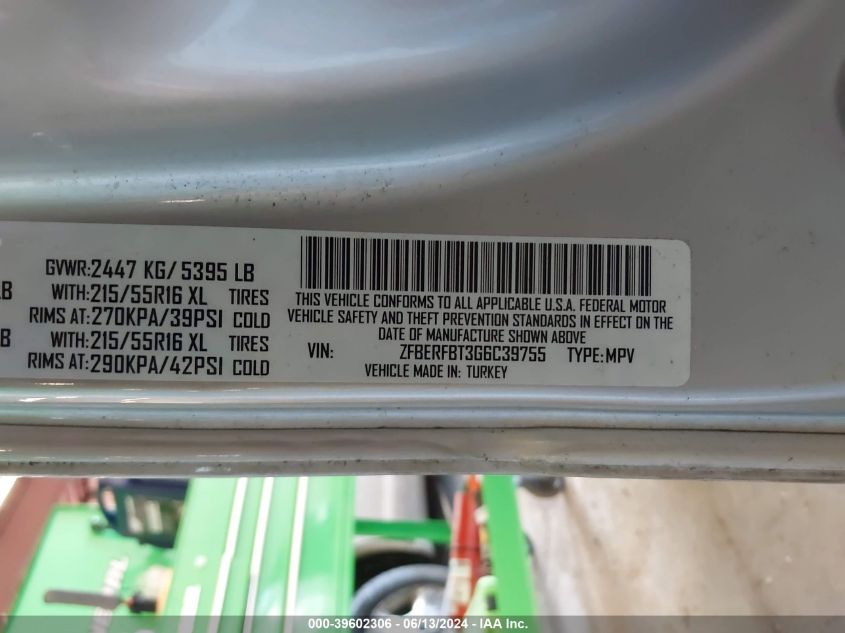 GVWR:2447 KG/ 5395 LB
LB WITH:215/55R16 XL TIRES
RIMS AT:270KPA/39PSI COLD
B WITH:215/55R16 XL TIRES
RIMS AT:290KPA/42PSI COLD
THIS VEHICLE CONFORMS TO ALL APPLICABLE U.S.A. FEDERAL MOTOR
VEHICLE SAFETY AND THEFT PREVENTION STANDARDS IN EFFECT ON THE
DATE OF MANUFACTURE SHOWN ABOVE
VIN: ZFBERFBT3G6C39755 TYPE: MPV
VEHICLE MADE IN: TURKEY
000-39602306 - 06/13/2024 - IAA Inc.